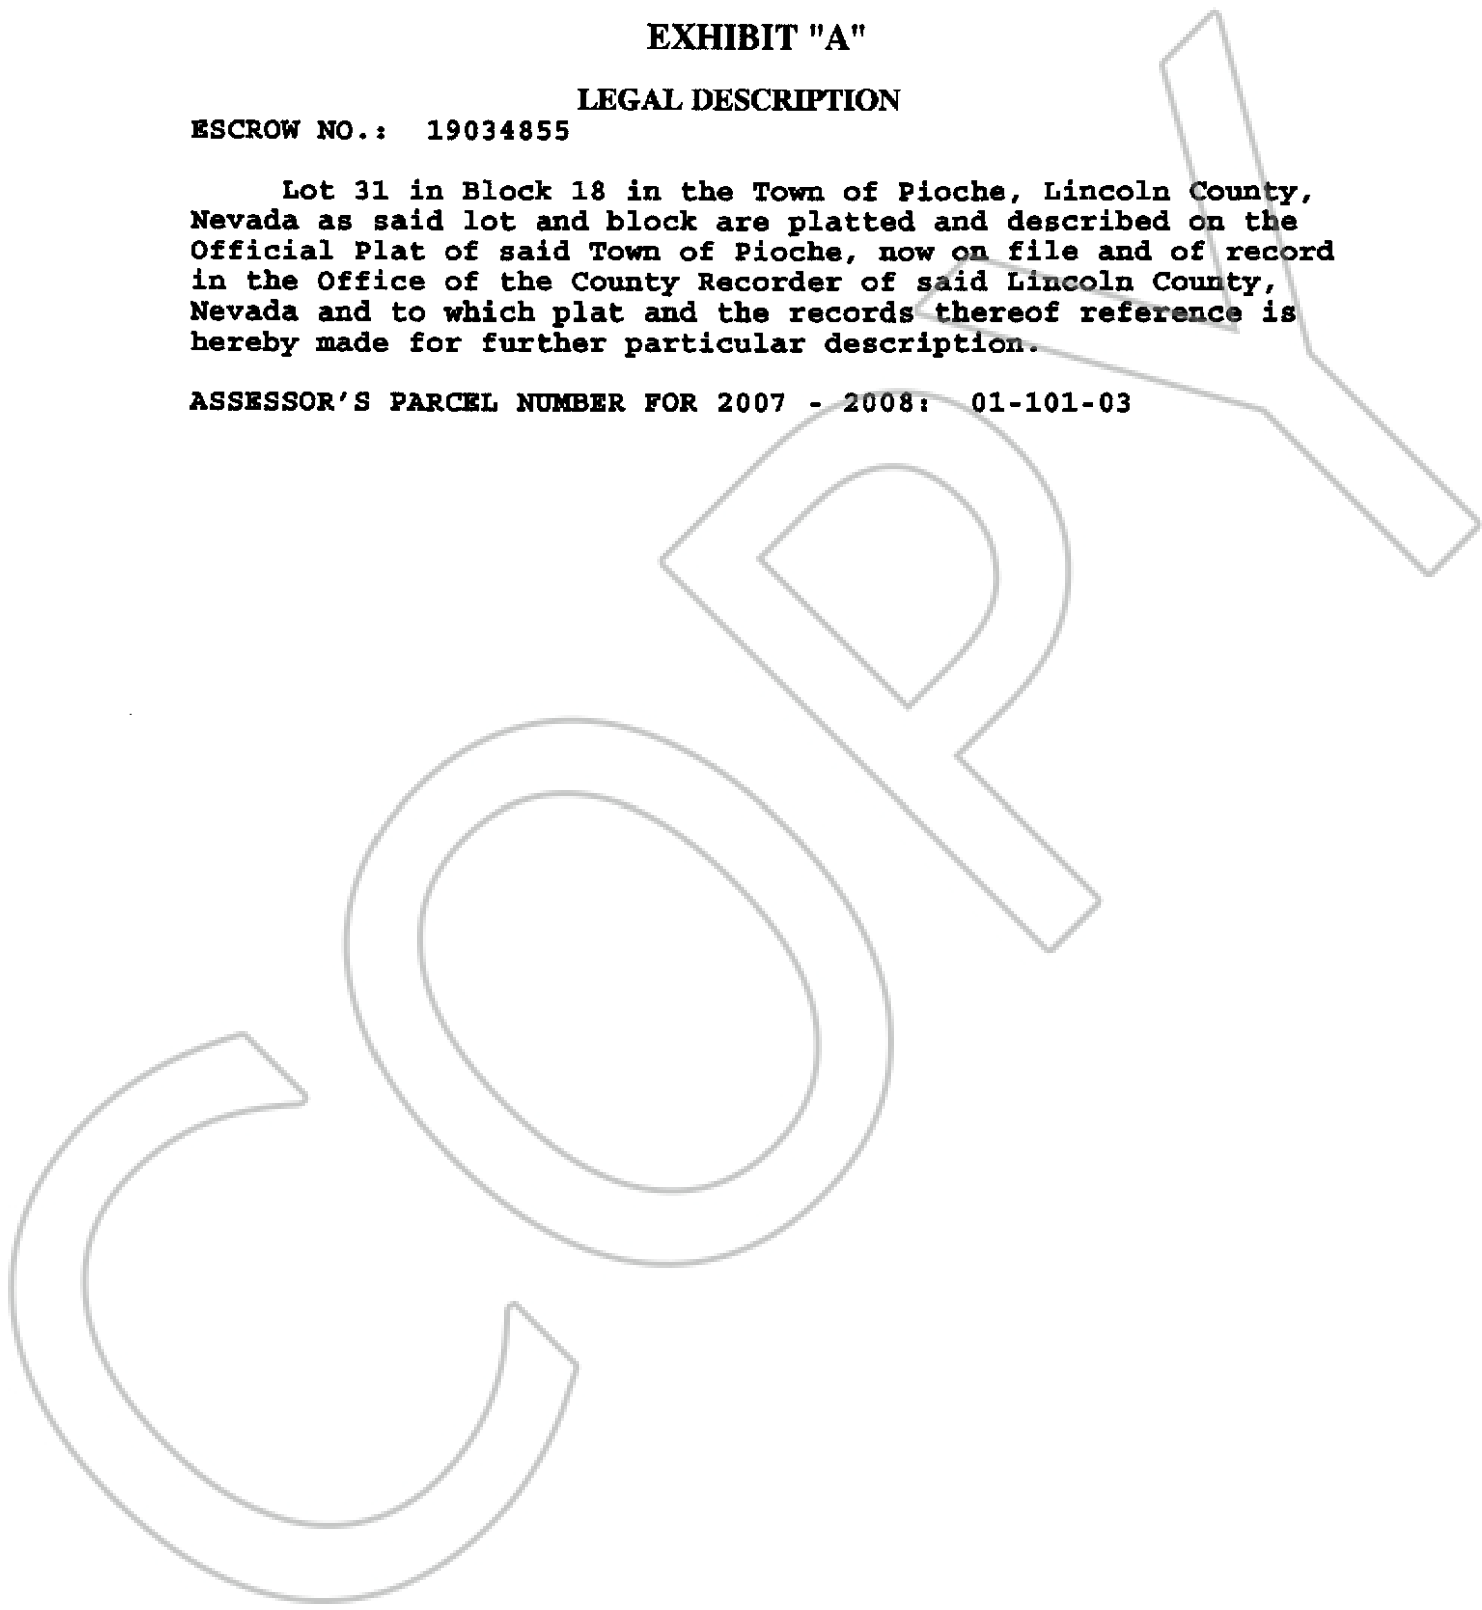 EXHIBIT "A"
LEGAL DESCRIPTION
ESCROW NO.: 19034855
Lot 31 in Block 18 in the Town of Pioche, Lincoln County,
Nevada as said lot and block are platted and described on the
Official Plat of said Town of Pioche, now on file and of record
in the Office of the County Recorder of said Lincoln County,
Nevada and to which plat and the records thereof reference is
hereby made for further particular description.
ASSESSOR'S PARCEL NUMBER FOR 2007 - 2008: 01-101-03
COPY